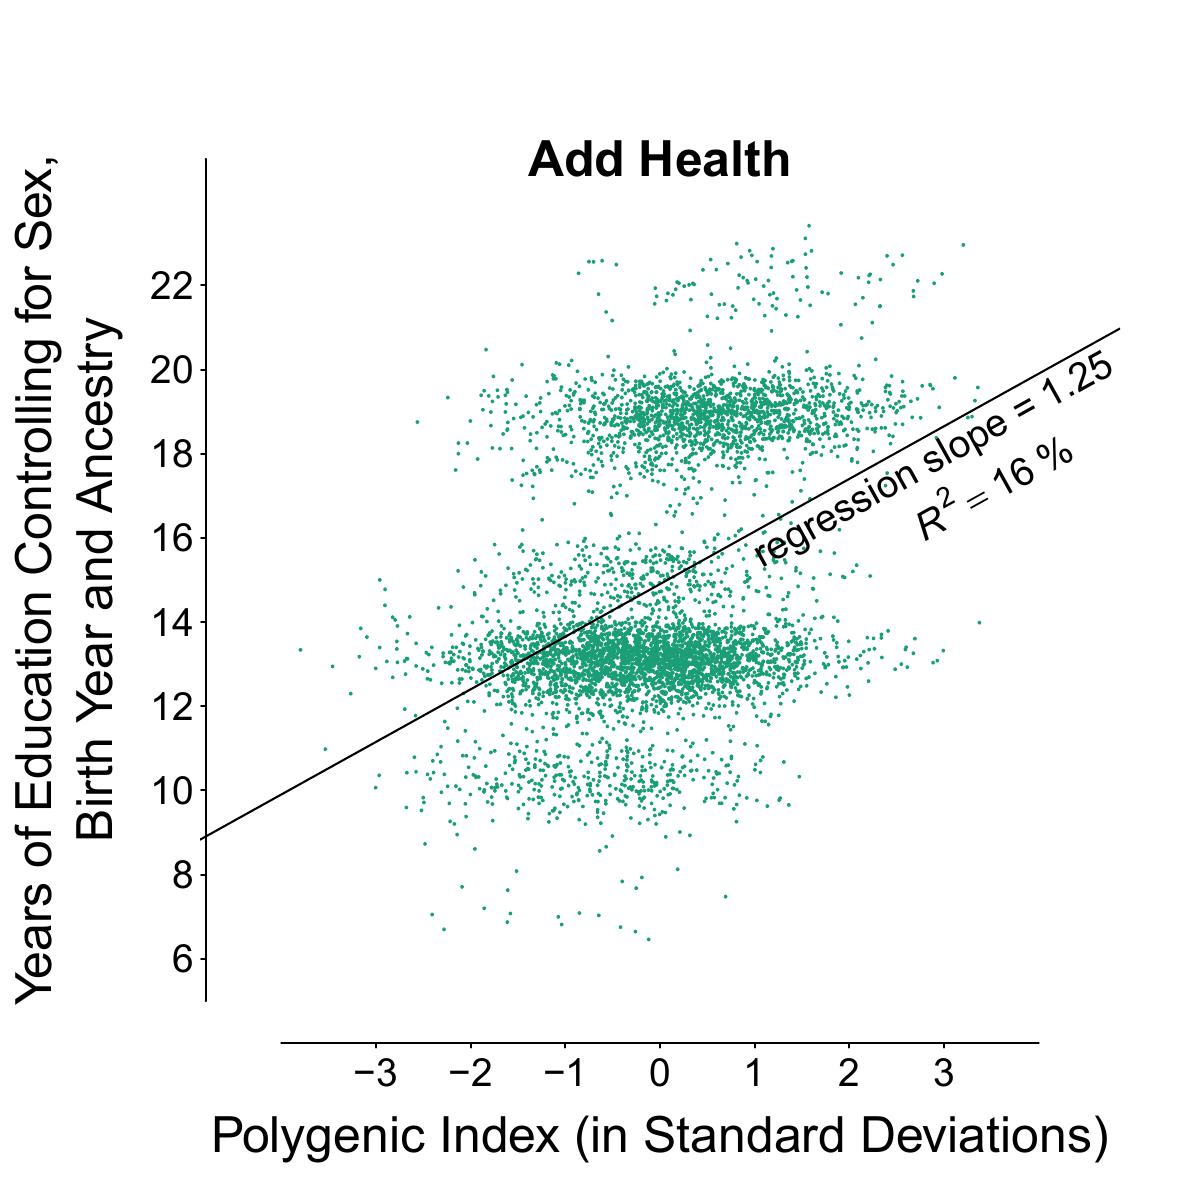 Add Health
Years of Education Controlling for Sex,
Birth Year and Ancestry
22
20
18
16
14
12
10
8
6
regression slope = 1.25
R² = 16 %
−3 −2 −1 0 1 2 3
Polygenic Index (in Standard Deviations)